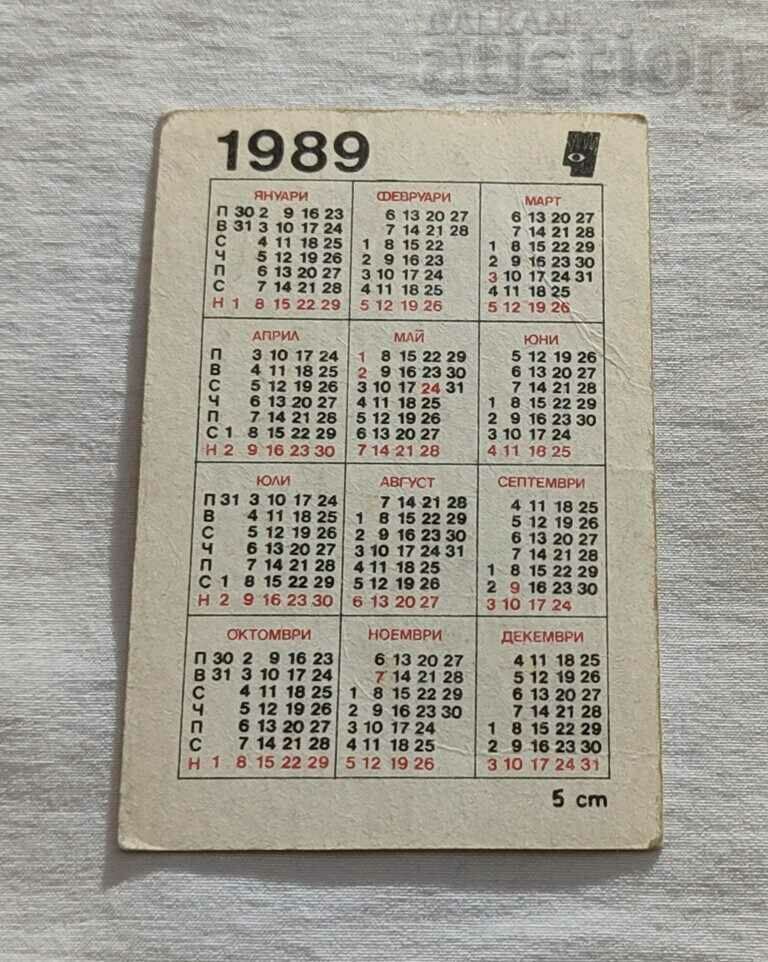 BALKAN
auction
1989
ЯНУАРИ ФЕВРУАРИ МАРТ
П 30 2 9 16 23 6 13 20 27 6 13 20 27
В 31 3 10 17 24 7 14 21 28 7 14 21 28
С 4 11 18 25 1 8 15 22 1 8 15 22 29
Ч 5 12 19 26 2 9 16 23 2 9 16 23 30
П 6 13 20 27 3 10 17 24 3 10 17 24 31
С 7 14 21 28 4 11 18 25 4 11 18 25
Н 1 8 15 22 29 5 12 19 26 5 12 19 26
АПРИЛ МАЙ ЮНИ
П 3 10 17 24 1 8 15 22 29 5 12 19 26
В 4 11 18 25 2 9 16 23 30 6 13 20 27
С 5 12 19 26 3 10 17 24 31 7 14 21 28
Ч 6 13 20 27 4 11 18 25 1 8 15 22 29
П 7 14 21 28 5 12 19 26 2 9 16 23 30
С 1 8 15 22 29 6 13 20 27 3 10 17 24
Н 2 9 16 23 30 7 14 21 28 4 11 18 25
ЮЛИ АВГУСТ СЕПТЕМВРИ
П 31 3 10 17 24 7 14 21 28 4 11 18 25
В 4 11 18 25 1 8 15 22 29 5 12 19 26
С 5 12 19 26 2 9 16 23 30 6 13 20 27
Ч 6 13 20 27 3 10 17 24 31 7 14 21 28
П 7 14 21 28 4 11 18 25 1 8 15 22 29
С 1 8 15 22 29 5 12 19 26 2 9 16 23 30
Н 2 9 16 23 30 6 13 20 27 3 10 17 24
ОКТОМВРИ НОЕМВРИ ДЕКЕМВРИ
П 30 2 9 16 23 6 13 20 27 4 11 18 25
В 31 3 10 17 24 7 14 21 28 5 12 19 26
С 4 11 18 25 1 8 15 22 29 6 13 20 27
Ч 5 12 19 26 2 9 16 23 30 7 14 21 28
П 6 13 20 27 3 10 17 24 1 8 15 22 29
С 7 14 21 28 4 11 18 25 2 9 16 23 30
Н 1 8 15 22 29 5 12 19 26 3 10 17 24 31
5 cm